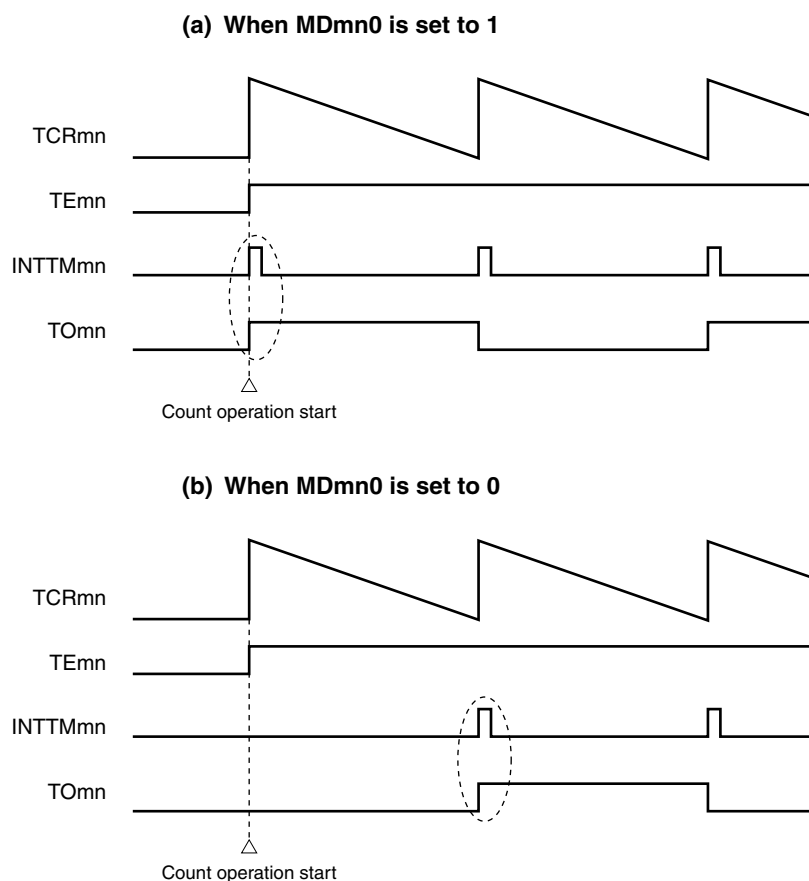 (a) When MDmn0 is set to 1
TCRmn
TEmn
INTTMmn
TOmn
Count operation start
(b) When MDmn0 is set to 0
TCRmn
TEmn
INTTMmn
TOmn
Count operation start